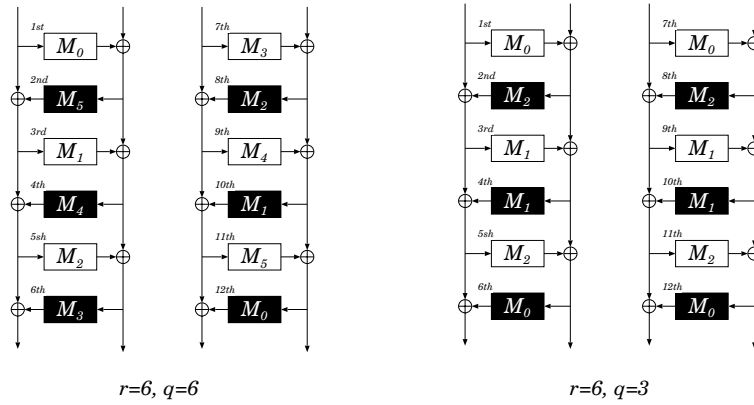 1st M0 7th M3
2nd M5 8th M2
3rd M1 9th M4
4th M4 10th M1
5sh M2 11th M5
6th M3 12th M0
r=6, q=6
1st M0 7th M0
2nd M2 8th M2
3rd M1 9th M1
4th M1 10th M1
5sh M2 11th M2
6th M0 12th M0
r=6, q=3